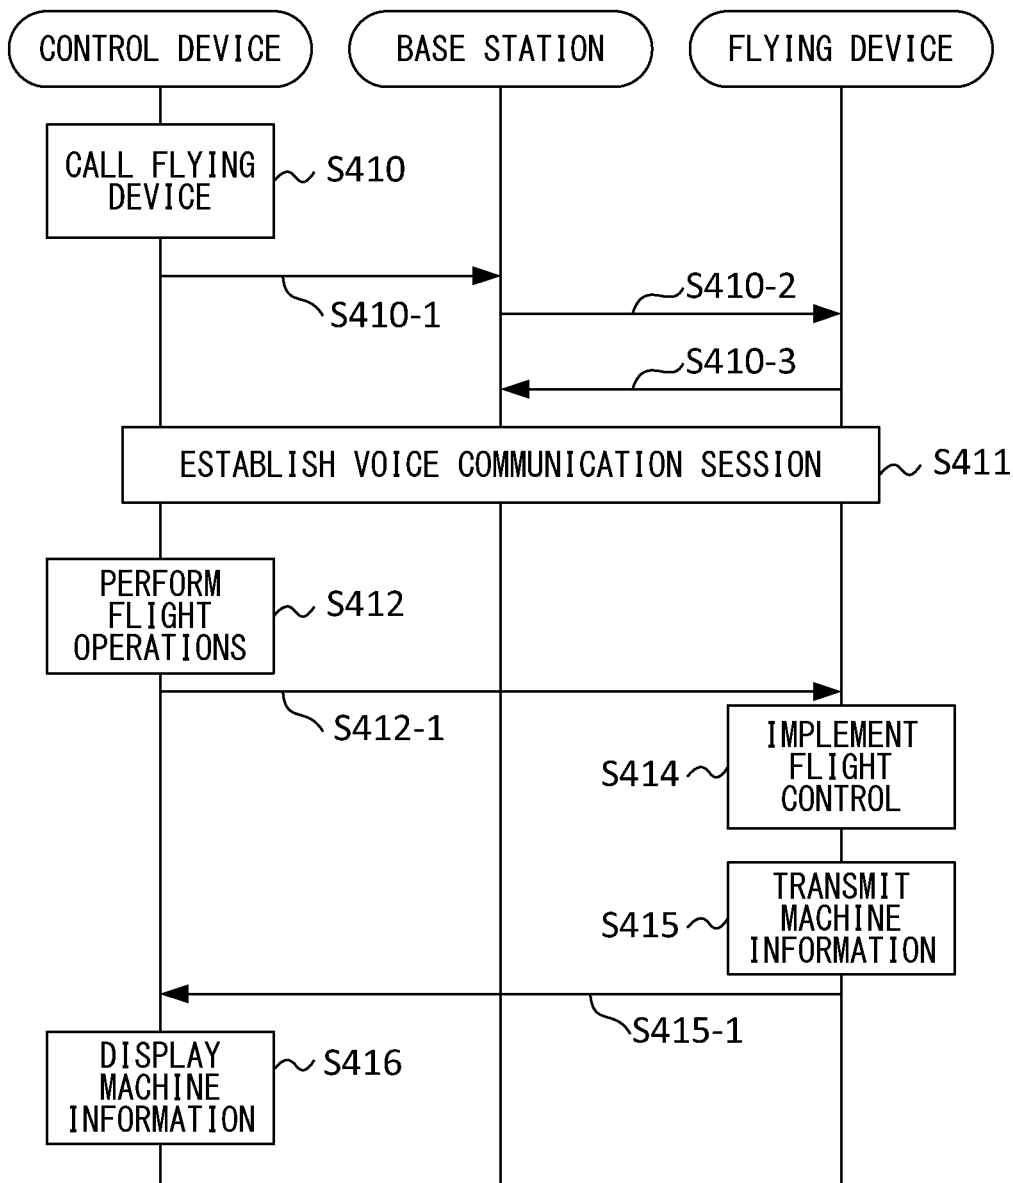 CONTROL DEVICE
BASE STATION
FLYING DEVICE
CALL FLYING
DEVICE
S410
S410-1
S410-2
S410-3
ESTABLISH VOICE COMMUNICATION SESSION
S411
PERFORM
FLIGHT
OPERATIONS
S412
S412-1
IMPLEMENT
FLIGHT
CONTROL
S414
TRANSMIT
MACHINE
INFORMATION
S415
S415-1
DISPLAY
MACHINE
INFORMATION
S416